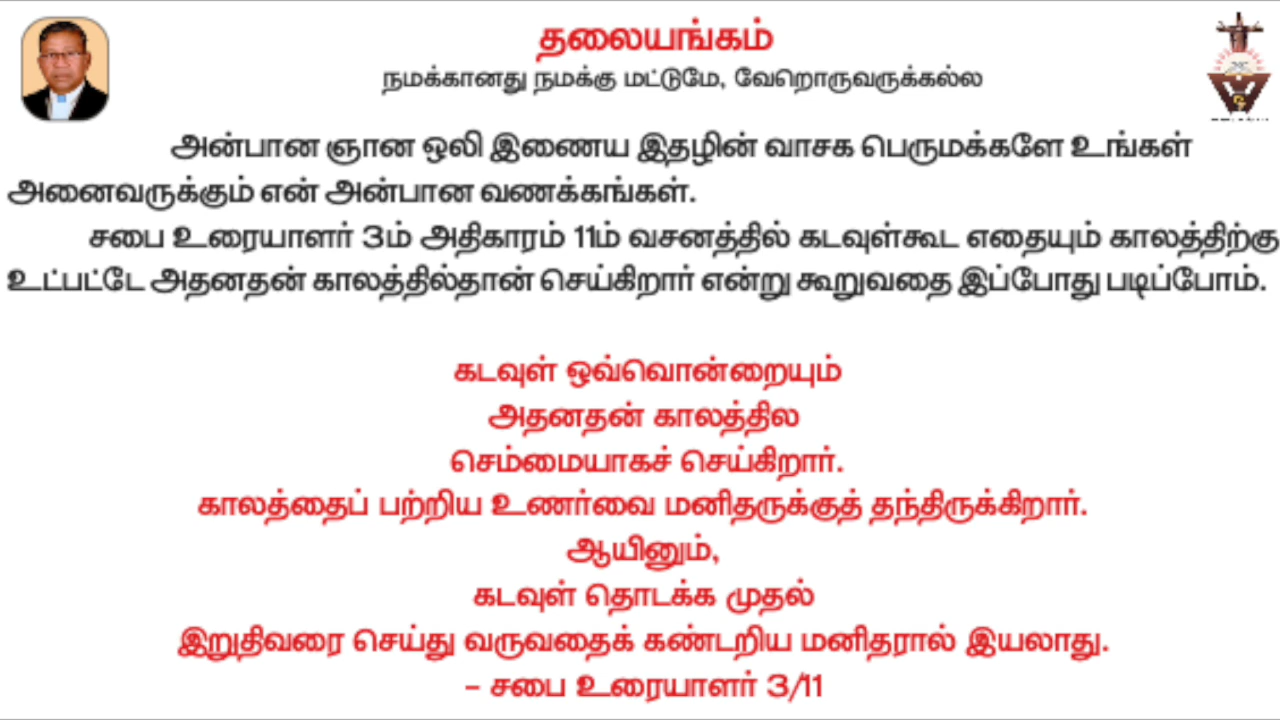 தலையங்கம்
நமக்கானது நமக்கு மட்டுமே, வேறொருவருக்கல்ல
அன்பான ஞான ஒலி இணைய இதழின் வாசக பெருமக்களே உங்கள்
அனைவருக்கும் என் அன்பான வணக்கங்கள்.
சபை உரையாளர் 3ம் அதிகாரம் 11ம் வசனத்தில் கடவுள்கூட எதையும் காலத்திற்கு
உட்பட்டே அதனதன் காலத்தில்தான் செய்கிறார் என்று கூறுவதை இப்போது படிப்போம்.
கடவுள் ஒவ்வொன்றையும்
அதனதன் காலத்தில
செம்மையாகச் செய்கிறார்.
காலத்தைப் பற்றிய உணர்வை மனிதருக்குத் தந்திருக்கிறார்.
ஆயினும்,
கடவுள் தொடக்க முதல்
இறுதிவரை செய்து வருவதைக் கண்டறிய மனிதரால் இயலாது.
- சபை உரையாளர் 3/11